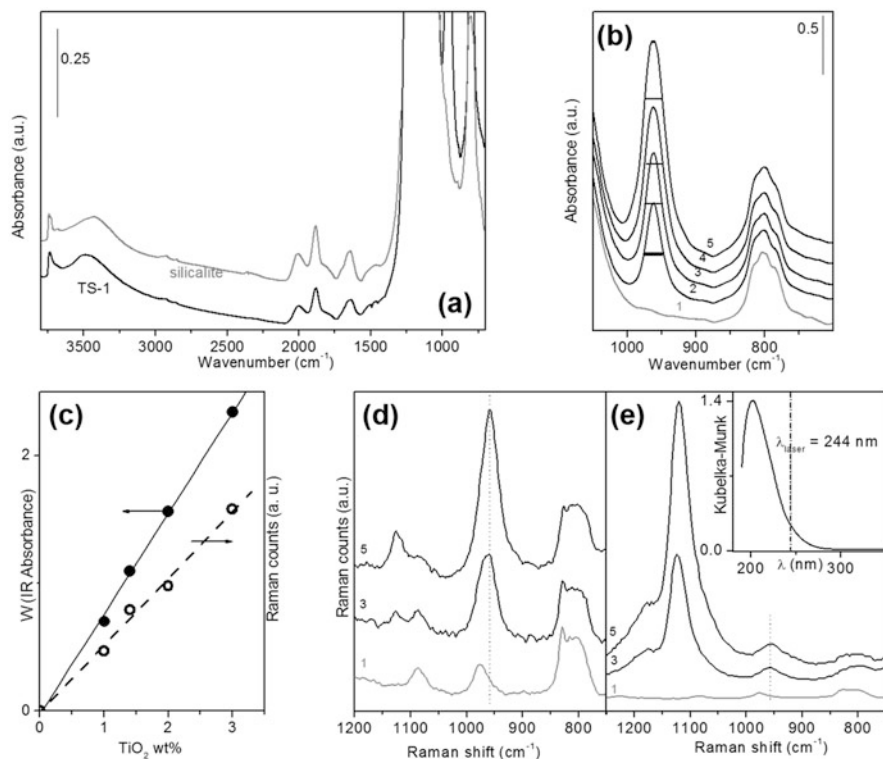 (a)
0.25
silicalite
TS-1
Absorbance (a.u.)
3500
3000
2500
2000
1500
1000
Wavenumber (cm-1)
(b)
0.5
5
4
3
2
1
Absorbance (a.u.)
1000
900
800
Wavenumber (cm-1)
(c)
W (IR Absorbance)
2
0
0
1
2
3
TiO2 wt%
Raman counts (a. u.)
(d)
Raman counts (a.u.)
5
3
1
1200
1100
1000
900
800
Raman shift (cm-1)
(e)
5
3
1
1200
1100
1000
900
800
Raman shift (cm-1)
Kubelka-Munk
1.4
0.0
λlaser = 244 nm
200
λ (nm)
300